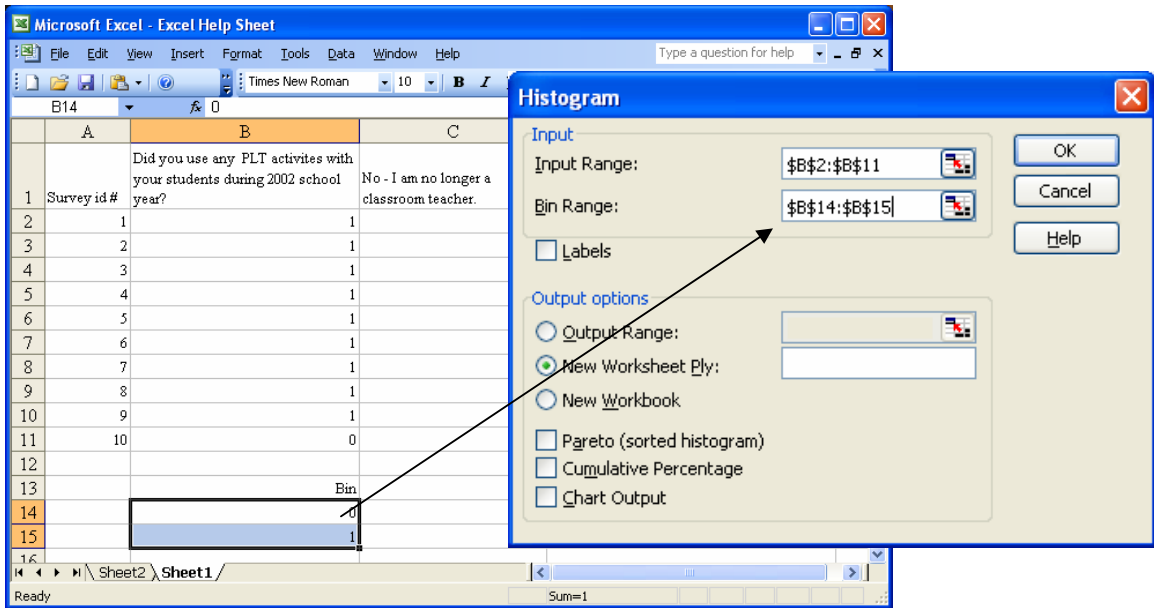 Microsoft Excel - Excel Help Sheet
File Edit View Insert Format Tools Data Window Help
Type a question for help
Times New Roman 10 B I
B14 fx 0
A B C
1 Survey id # Did you use any PLT activites with your students during 2002 school year? No - I am no longer a classroom teacher.
2 1 1
3 2 1
4 3 1
5 4 1
6 5 1
7 6 1
8 7 1
9 8 1
10 9 1
11 10 0
12
13 Bin
14 0
15 1
16
Sheet2 Sheet1
Ready Sum=1
Histogram
Input
Input Range: $B$2:$B$11
Bin Range: $B$14:$B$15
Labels
Output options
Output Range:
New Worksheet Ply:
New Workbook
Pareto (sorted histogram)
Cumulative Percentage
Chart Output
OK
Cancel
Help